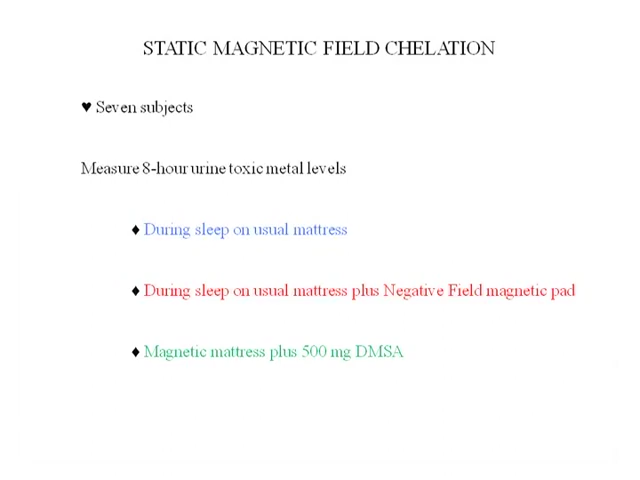 STATIC MAGNETIC FIELD CHELATION
♥ Seven subjects
Measure 8-hour urine toxic metal levels
♦ During sleep on usual mattress
♦ During sleep on usual mattress plus Negative Field magnetic pad
♦ Magnetic mattress plus 500 mg DMSA